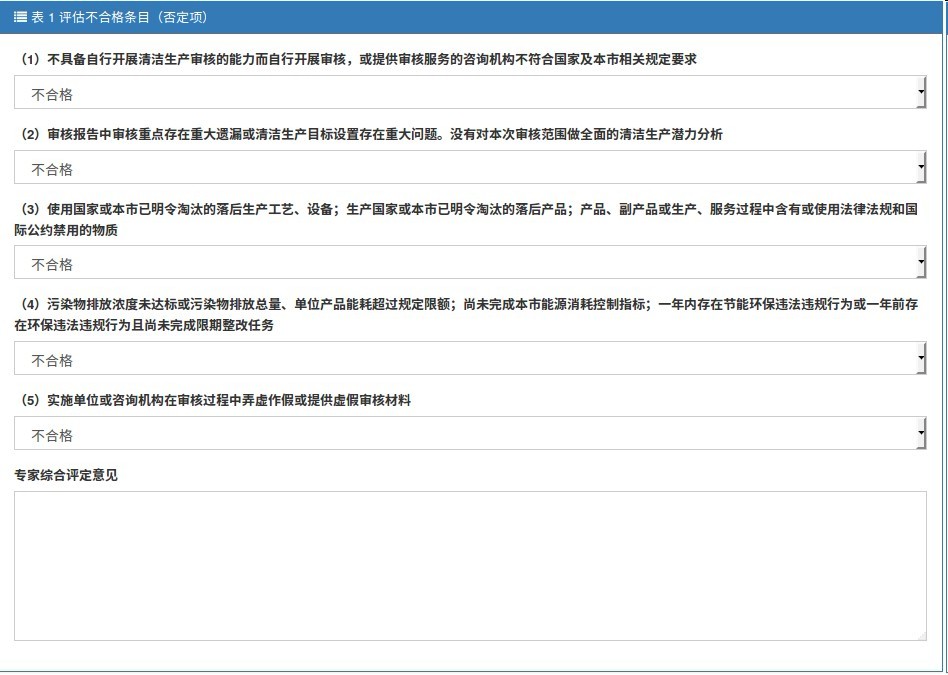 表 1 评估不合格条目（否定项）
（1）不具备自行开展清洁生产审核的能力而自行开展审核，或提供审核服务的咨询机构不符合国家及本市相关规定要求
不合格
（2）审核报告中审核重点存在重大遗漏或清洁生产目标设置存在重大问题。没有对本次审核范围做全面的清洁生产潜力分析
不合格
（3）使用国家或本市已明令淘汰的落后生产工艺、设备；生产国家或本市已明令淘汰的落后产品；产品、副产品或生产、服务过程中含有或使用法律法规和国
际公约禁用的物质
不合格
（4）污染物排放浓度未达标或污染物排放总量、单位产品能耗超过规定限额；尚未完成本市能源消耗控制指标；一年内存在节能环保违法违规行为或一年前存
在环保违法违规行为且尚未完成限期整改任务
不合格
（5）实施单位或咨询机构在审核过程中弄虚作假或提供虚假审核材料
不合格
专家综合评定意见